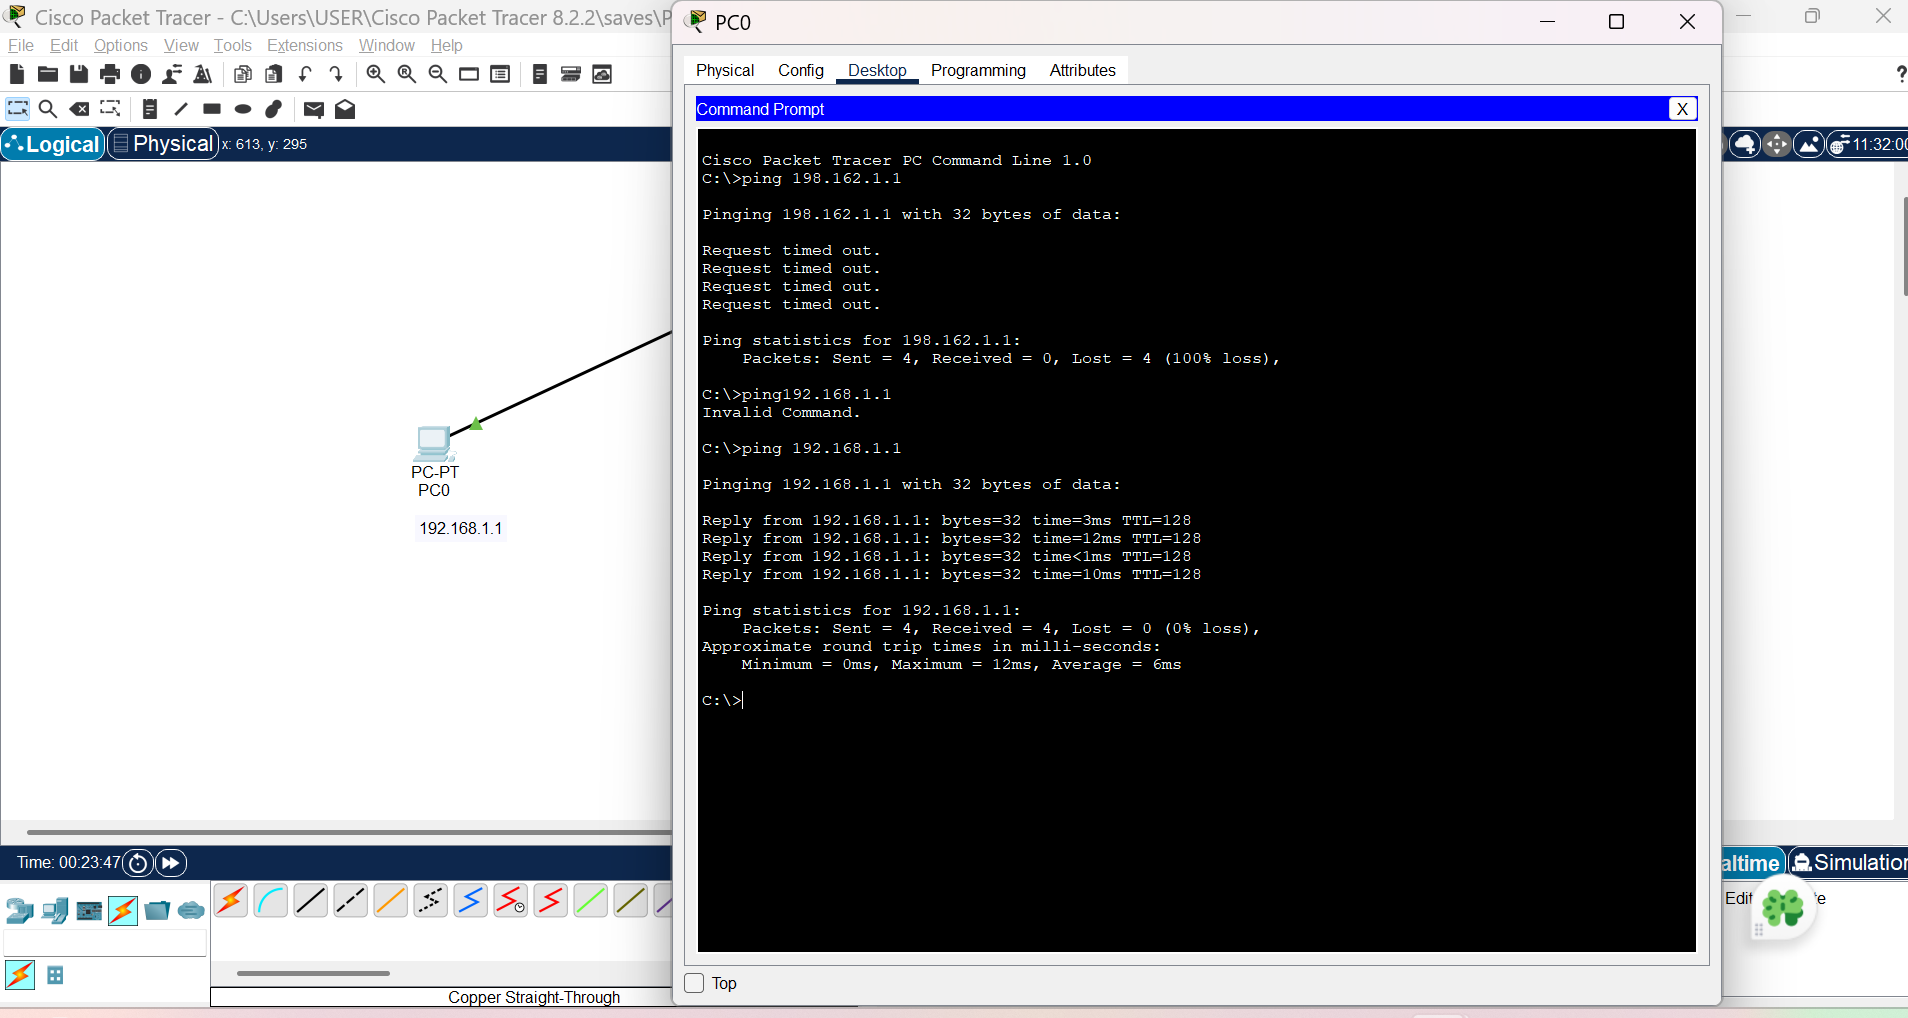 Cisco Packet Tracer - C:\Users\USER\Cisco Packet Tracer 8.2.2\saves\P
File Edit Options View Tools Extensions Window Help
Logical Physical x: 613, y: 295
PC-PT
PC0
192.168.1.1
Time: 00:23:47
Copper Straight-Through
PC0
Physical Config Desktop Programming Attributes
Command Prompt
X
Cisco Packet Tracer PC Command Line 1.0
C:\>ping 198.162.1.1
Pinging 198.162.1.1 with 32 bytes of data:
Request timed out.
Request timed out.
Request timed out.
Request timed out.
Ping statistics for 198.162.1.1:
Packets: Sent = 4, Received = 0, Lost = 4 (100% loss),
C:\>ping192.168.1.1
Invalid Command.
C:\>ping 192.168.1.1
Pinging 192.168.1.1 with 32 bytes of data:
Reply from 192.168.1.1: bytes=32 time=3ms TTL=128
Reply from 192.168.1.1: bytes=32 time=12ms TTL=128
Reply from 192.168.1.1: bytes=32 time<1ms TTL=128
Reply from 192.168.1.1: bytes=32 time=10ms TTL=128
Ping statistics for 192.168.1.1:
Packets: Sent = 4, Received = 4, Lost = 0 (0% loss),
Approximate round trip times in milli-seconds:
Minimum = 0ms, Maximum = 12ms, Average = 6ms
C:\>
Top
?
11:32:00
altime Simulation
Edit